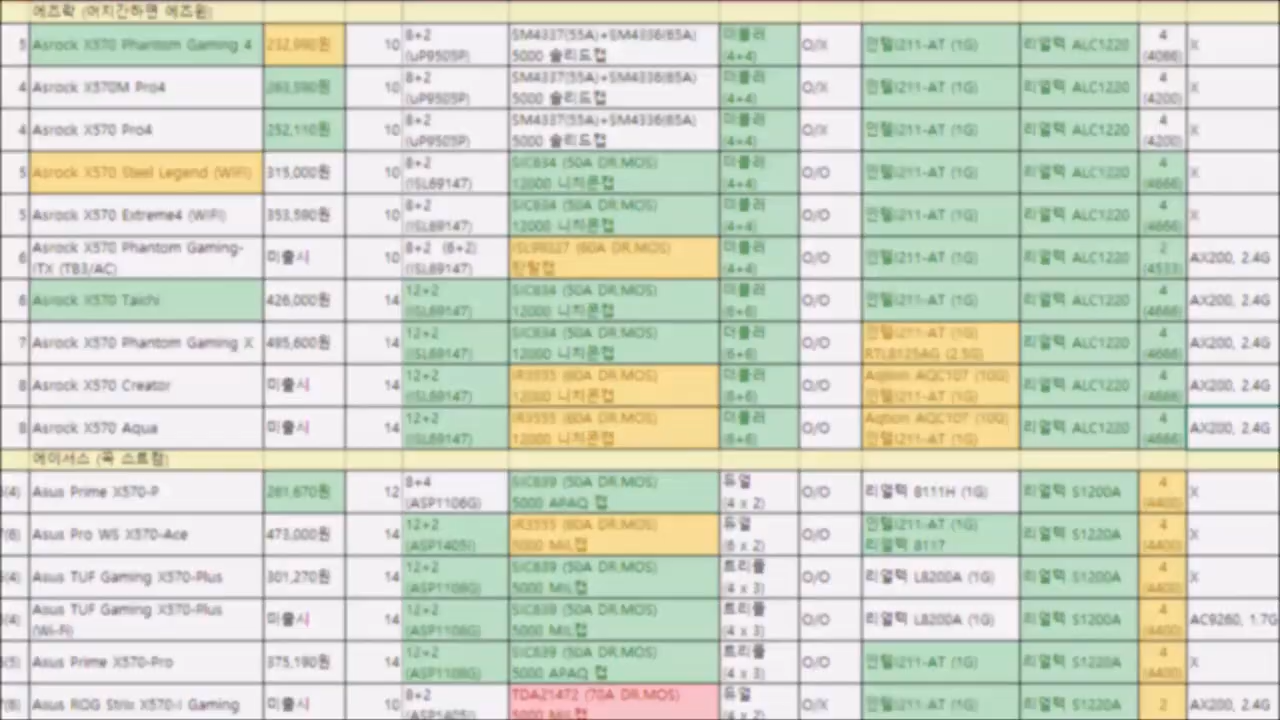 에즈락 (어지간하면 에즈윈)
5 Asrock X570 Phantom Gaming 4 232,990원 10 8+2 (uP9505P) SM4337(55A)+SM4336(65A) 5000 솔리드캡 더블러 (4+4) O/X 인텔i211-AT (1G) 리얼텍 ALC1220 4 X
4 Asrock X570M Pro4 10 8+2 (uP9505P) SM4337(55A)+SM4336(65A) 5000 솔리드캡 더블러 (4+4) O/X 인텔i211-AT (1G) 리얼텍 ALC1220 4 (4200) X
4 Asrock X570 Pro4 252,110원 10 8+2 (uP9505P) SM4337(55A)+SM4336(65A) 5000 솔리드캡 더블러 (4+4) O/X 인텔i211-AT (1G) 리얼텍 ALC1220 4 (4200) X
5 Asrock X570 Steel Legend (WiFi) 315,000원 10 8+2 (ISL69147) SIC634 (50A DR.MOS) 12000 니치콘캡 더블러 (4+4) O/O 인텔i211-AT (1G) 리얼텍 ALC1220 4 (4666) X
5 Asrock X570 Extreme4 (WiFi) 353,590원 10 8+2 (ISL69147) SIC634 (50A DR.MOS) 12000 니치콘캡 더블러 (4+4) O/O 인텔i211-AT (1G) 리얼텍 ALC1220 4 (4666) X
6 Asrock X570 Phantom Gaming-ITX (TB3/AC) 미출시 10 8+2 (6+2) (ISL69147) ISL99227 (60A DR.MOS) 탄탈캡 더블러 (4+4) O/O 인텔i211-AT (1G) 리얼텍 ALC1220 2 (4533) AX200, 2.4G
6 Asrock X570 Taichi 426,000원 14 12+2 (ISL69147) SIC634 (50A DR.MOS) 12000 니치콘캡 더블러 (6+6) O/O 인텔i211-AT (1G) 리얼텍 ALC1220 4 (4666) AX200, 2.4G
7 Asrock X570 Phantom Gaming X 485,600원 14 12+2 (ISL69147) SIC634 (50A DR.MOS) 12000 니치콘캡 더블러 (6+6) O/O 인텔i211-AT (1G) RTL8125AG (2.5G) 리얼텍 ALC1220 4 (4666) AX200, 2.4G
8 Asrock X570 Creator 미출시 14 12+2 (ISL69147) IR3555 (60A DR.MOS) 12000 니치콘캡 더블러 (6+6) O/O Aqtion AQC107 (10G) 인텔i211-AT (1G) 리얼텍 ALC1220 4 (4666) AX200, 2.4G
8 Asrock X570 Aqua 미출시 14 12+2 (ISL69147) IR3555 (60A DR.MOS) 12000 니치콘캡 더블러 (6+6) O/O Aqtion AQC107 (10G) 인텔i211-AT (1G) 리얼텍 ALC1220 4 (4666) AX200, 2.4G
에이서스
(4) Asus Prime X570-P 281,670원 12 8+4 (ASP1106G) SIC639 (50A DR.MOS) 5000 APAQ 캡 듀얼 (4 x 2) O/O 리얼텍 8111H (1G) 리얼텍 S1200A 4 (4400) X
7(6) Asus Pro WS X570-Ace 473,000원 14 12+2 (ASP1405I) IR3555 (60A DR.MOS) 5000 MIL캡 듀얼 (6 x 2) O/O 인텔i211-AT (1G) 리얼텍 8117 리얼텍 S1220A 4 (4400) X
(4) Asus TUF Gaming X570-Plus 301,270원 14 12+2 (ASP1106G) SIC639 (50A DR.MOS) 5000 MIL캡 트리플 (4 x 3) O/O 리얼텍 L8200A (1G) 리얼텍 S1200A 4 (4400) X
(4) Asus TUF Gaming X570-Plus (Wi-Fi) 미출시 14 12+2 (ASP1106G) SIC639 (50A DR.MOS) 5000 MIL캡 트리플 (4 x 3) O/O 리얼텍 L8200A (1G) 리얼텍 S1200A 4 (4400) AC9260, 1.7G
(5) Asus Prime X570-Pro 375,190원 14 12+2 (ASP1106G) SIC639 (50A DR.MOS) 5000 APAQ 캡 트리플 (4 x 3) O/O 인텔i211-AT (1G) 리얼텍 S1220A 4 (4400) X
7(6) Asus ROG Strix X570-I Gaming 미출시 10 8+2 (ASP1405I) TDA21472 (70A DR.MOS) 5000 MIL캡 듀얼 (4 x 2) O/O 인텔i211-AT (1G) 리얼텍 S1220A 2 AX200, 2.4G